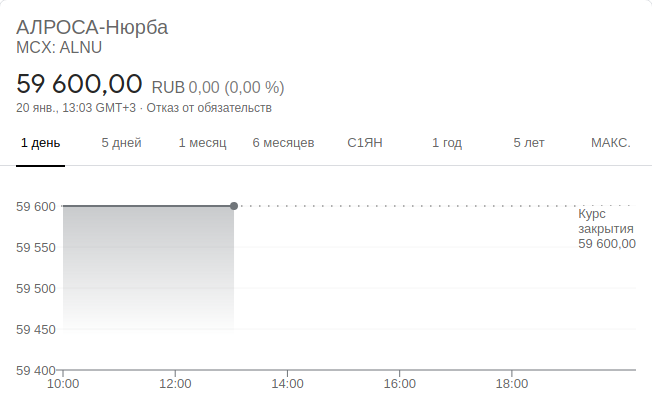 АЛРОСА-Нюрба
MCX: ALNU
59 600,00 RUB 0,00 (0,00 %)
20 янв., 13:03 GMT+3 · Отказ от обязательств
1 день 5 дней 1 месяц 6 месяцев С1ЯН 1 год 5 лет МАКС.
59 600
Курс
закрытия
59 600,00
59 550
59 500
59 450
59 400
10:00 12:00 14:00 16:00 18:00